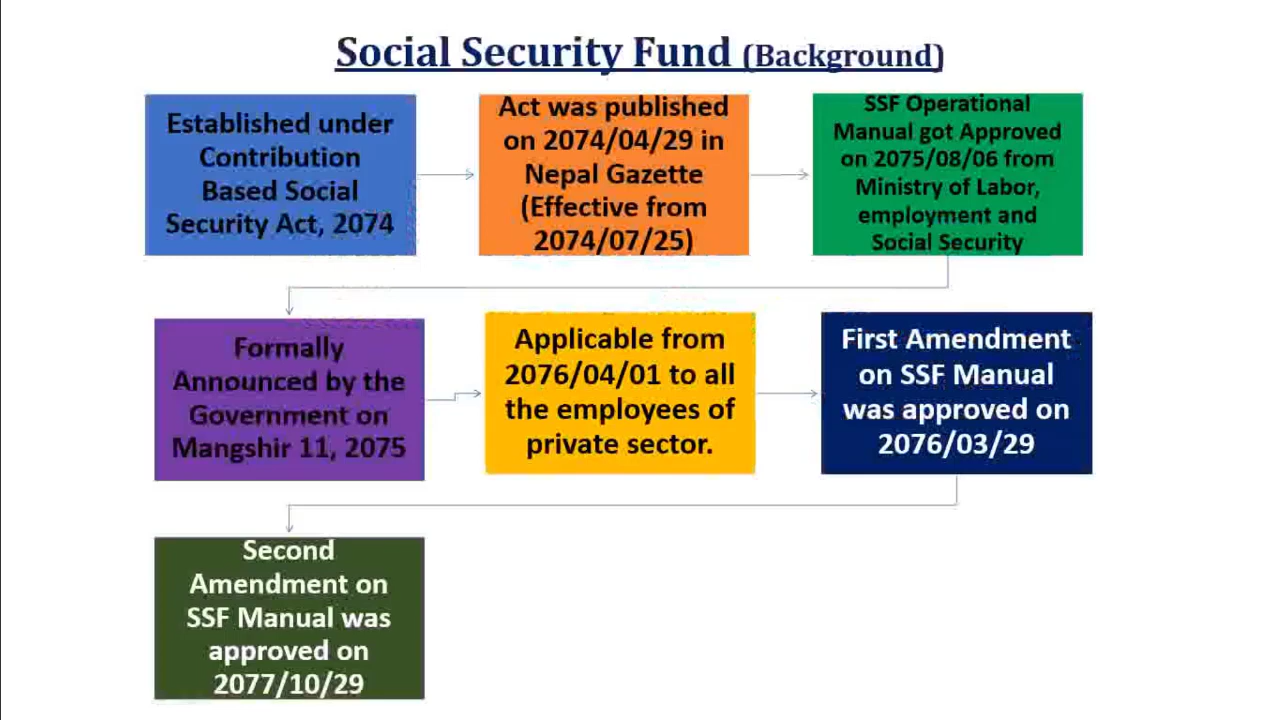 Social Security Fund (Background)
Established under
Contribution
Based Social
Security Act, 2074
Act was published
on 2074/04/29 in
Nepal Gazette
(Effective from
2074/07/25)
SSF Operational
Manual got Approved
on 2075/08/06 from
Ministry of Labor,
employment and
Social Security
Formally
Announced by the
Government on
Mangshir 11, 2075
Applicable from
2076/04/01 to all
the employees of
private sector.
First Amendment
on SSF Manual
was approved on
2076/03/29
Second
Amendment on
SSF Manual was
approved on
2077/10/29